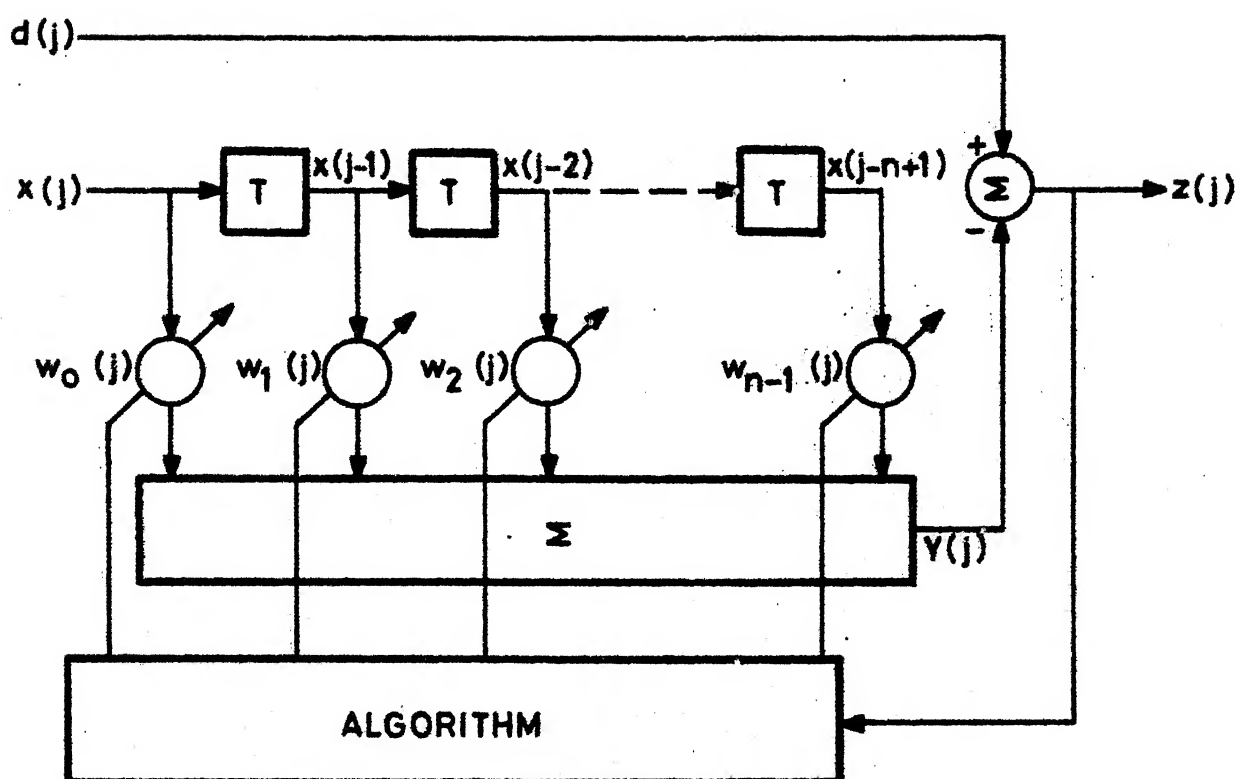 d(j)
x(j) T x(j-1) T x(j-2) T x(j-n+1) + Σ - z(j)
w₀(j) w₁(j) w₂(j) wₙ₋₁(j)
Σ Y(j)
ALGORITHM